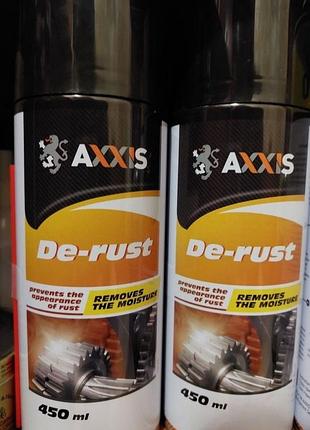 AXXIS
De-rust
prevents the
appearance
of rust
REMOVES
THE MOISTURE
450 ml
AXXIS
De-rust
prevents the
appearance
of rust
REMOVES
THE MOISTURE
450 ml